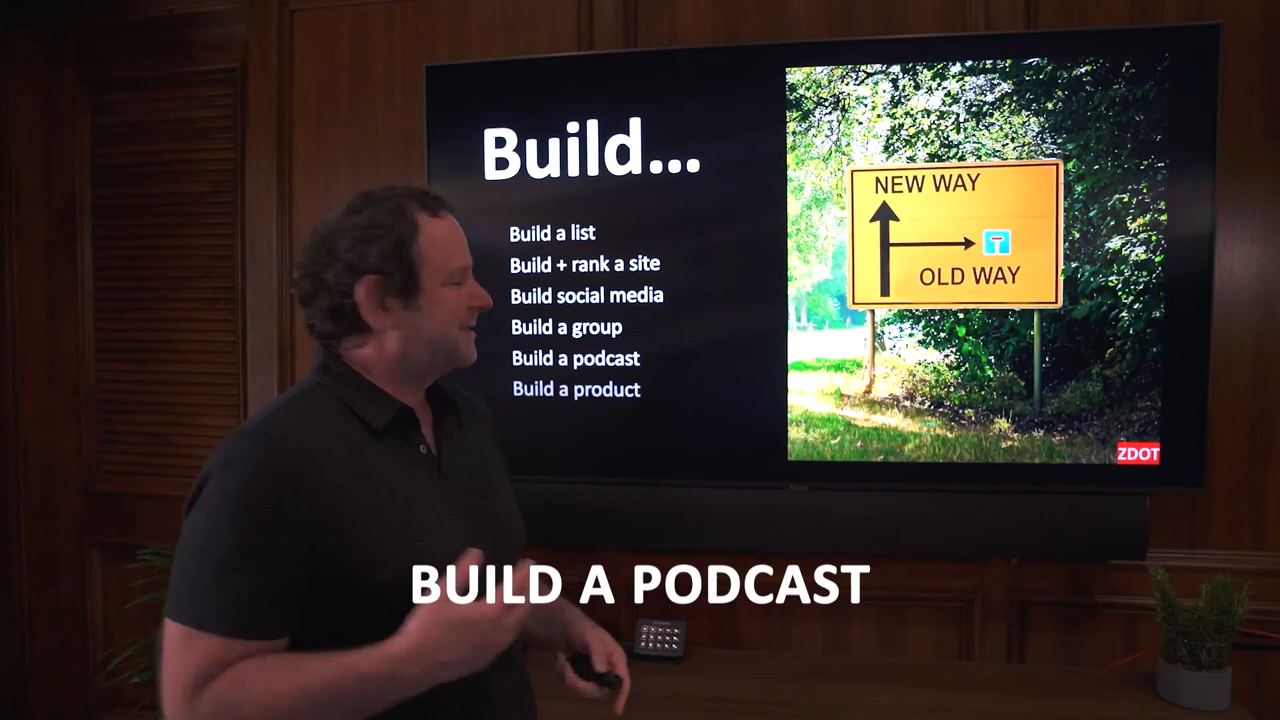 Build...
Build a list
Build + rank a site
Build social media
Build a group
Build a podcast
Build a product
NEW WAY
OLD WAY
ZDOT
BUILD A PODCAST